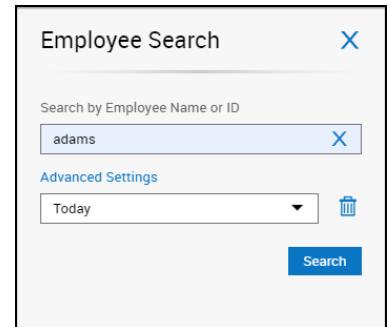 Employee Search
Search by Employee Name or ID
adams
Advanced Settings
Today
Search